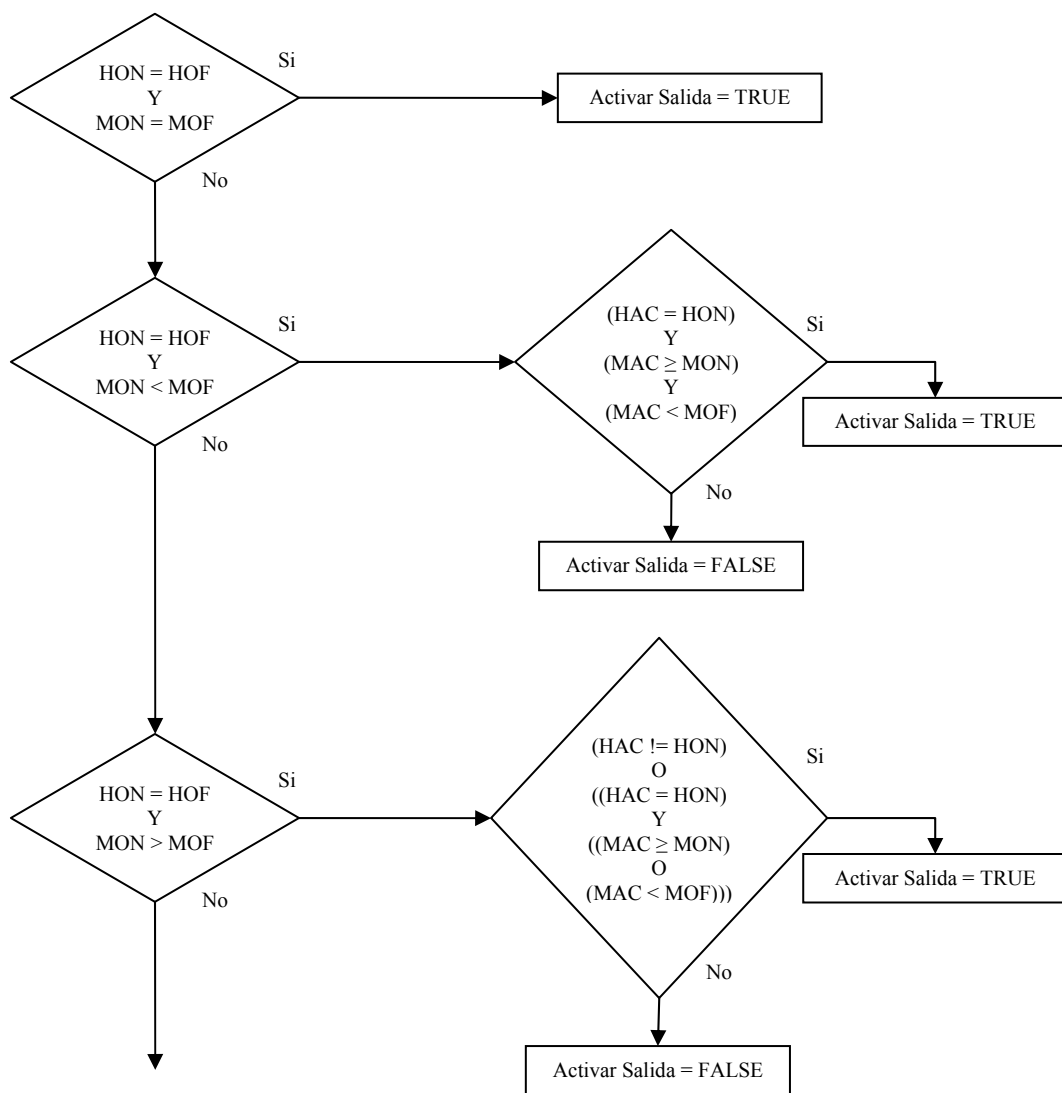 HON = HOF
Y
MON = MOF
Si
Activar Salida = TRUE
No
HON = HOF
Y
MON < MOF
Si
(HAC = HON)
Y
(MAC ≥ MON)
Y
(MAC < MOF)
Si
Activar Salida = TRUE
No
No
Activar Salida = FALSE
HON = HOF
Y
MON > MOF
Si
(HAC != HON)
O
((HAC = HON)
Y
((MAC ≥ MON)
O
(MAC < MOF)))
Si
Activar Salida = TRUE
No
No
Activar Salida = FALSE